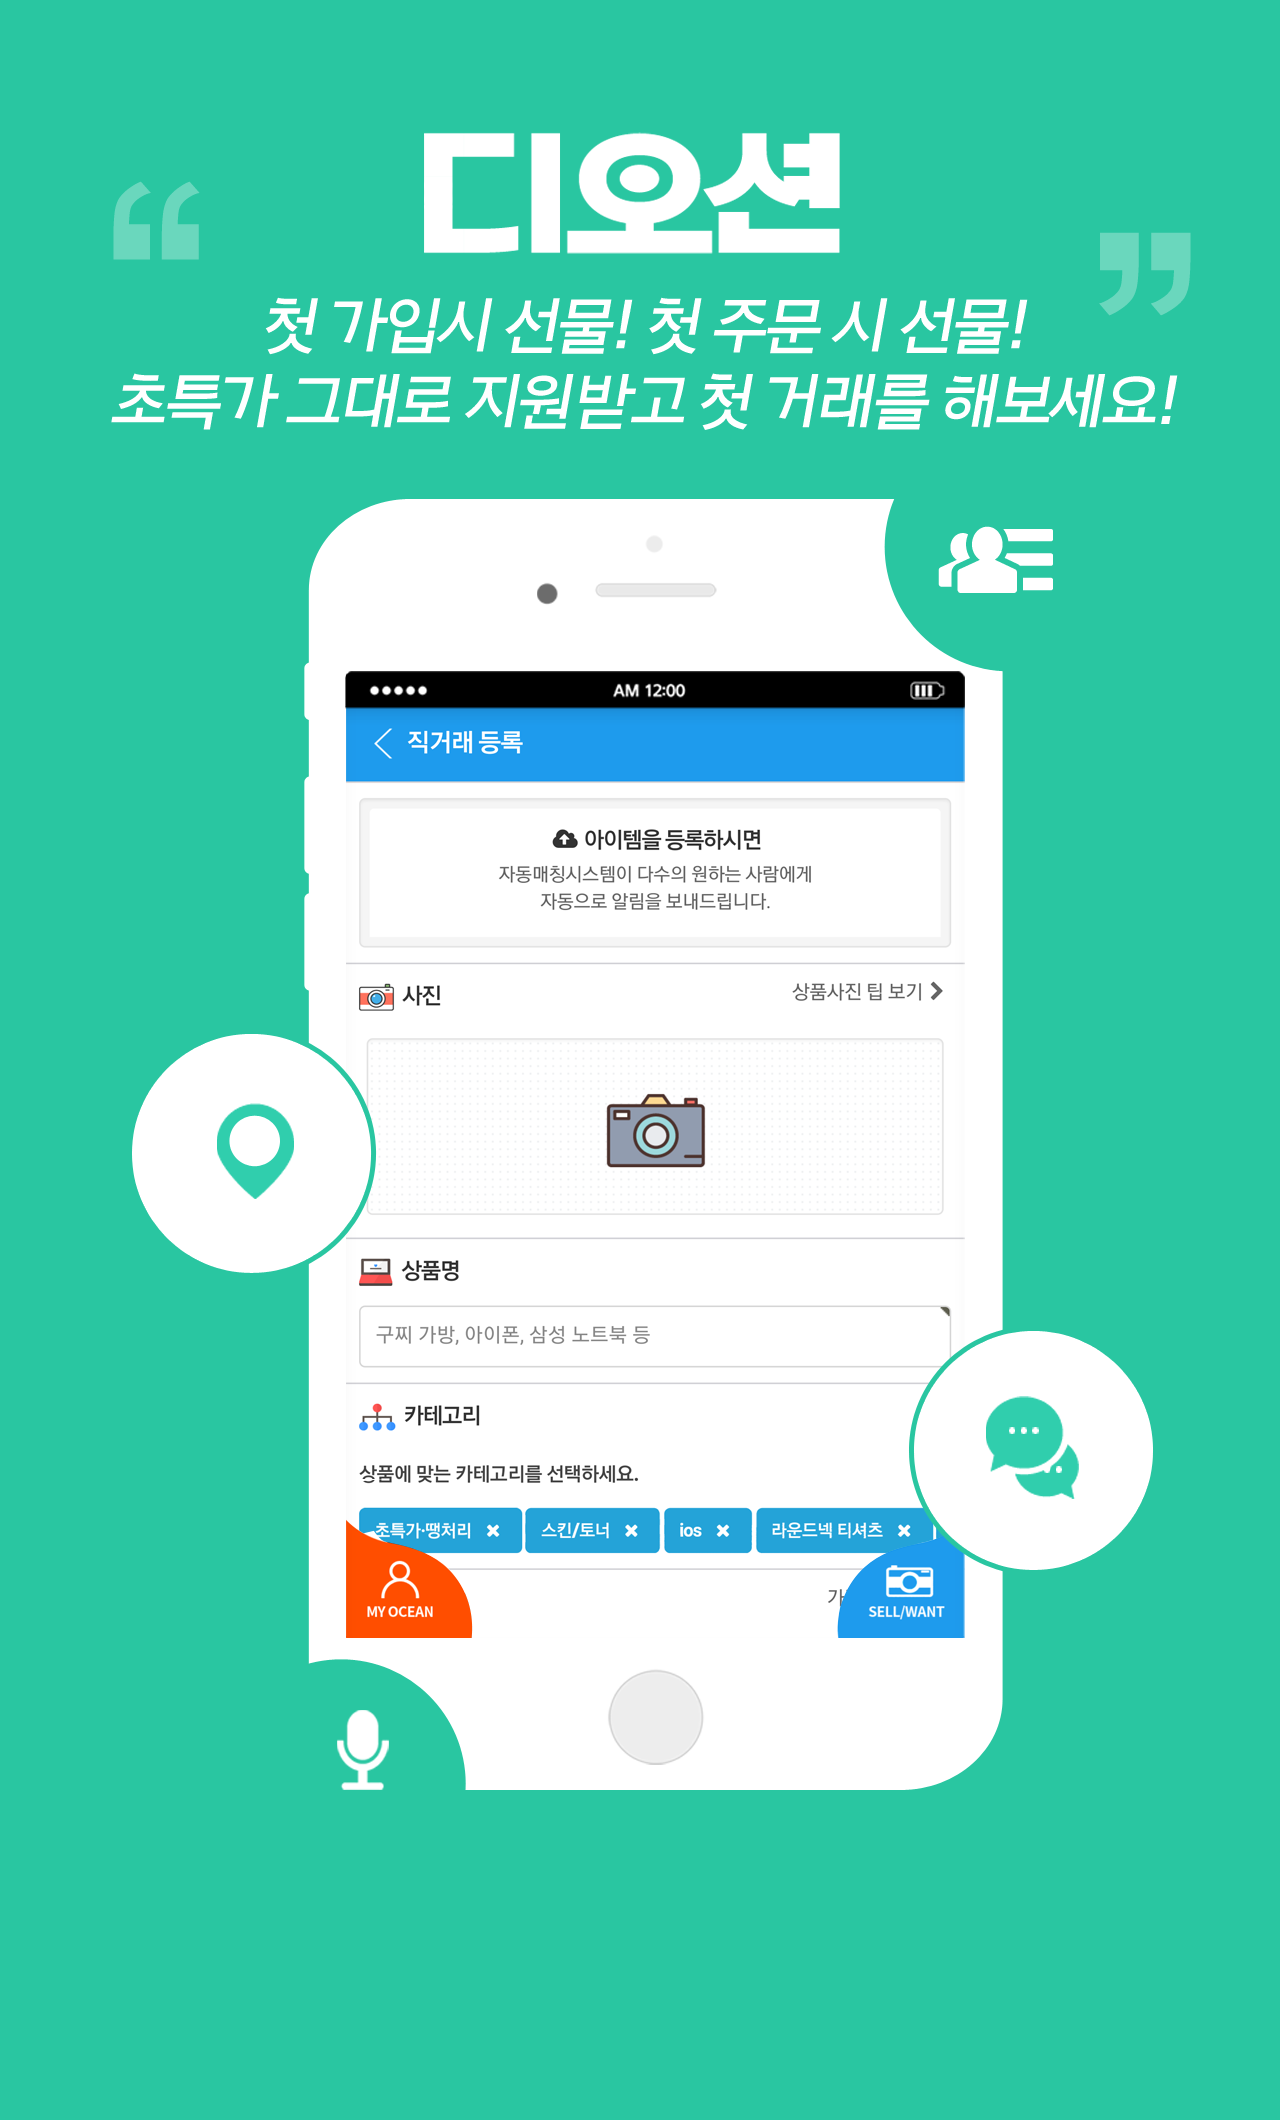 디오션
첫 가입시 선물! 첫 주문 시 선물!
초특가 그대로 지원받고 첫 거래를 해보세요!
AM 12:00
직거래 등록
아이템을 등록하시면
자동매칭시스템이 다수의 원하는 사람에게
자동으로 알림을 보내드립니다.
사진
상품사진 팁 보기
상품명
구찌 가방, 아이폰, 삼성 노트북 등
카테고리
상품에 맞는 카테고리를 선택하세요.
초특가·땡처리 스킨/토너 ios 라운드넥 티셔츠
MY OCEAN
SELL/WANT